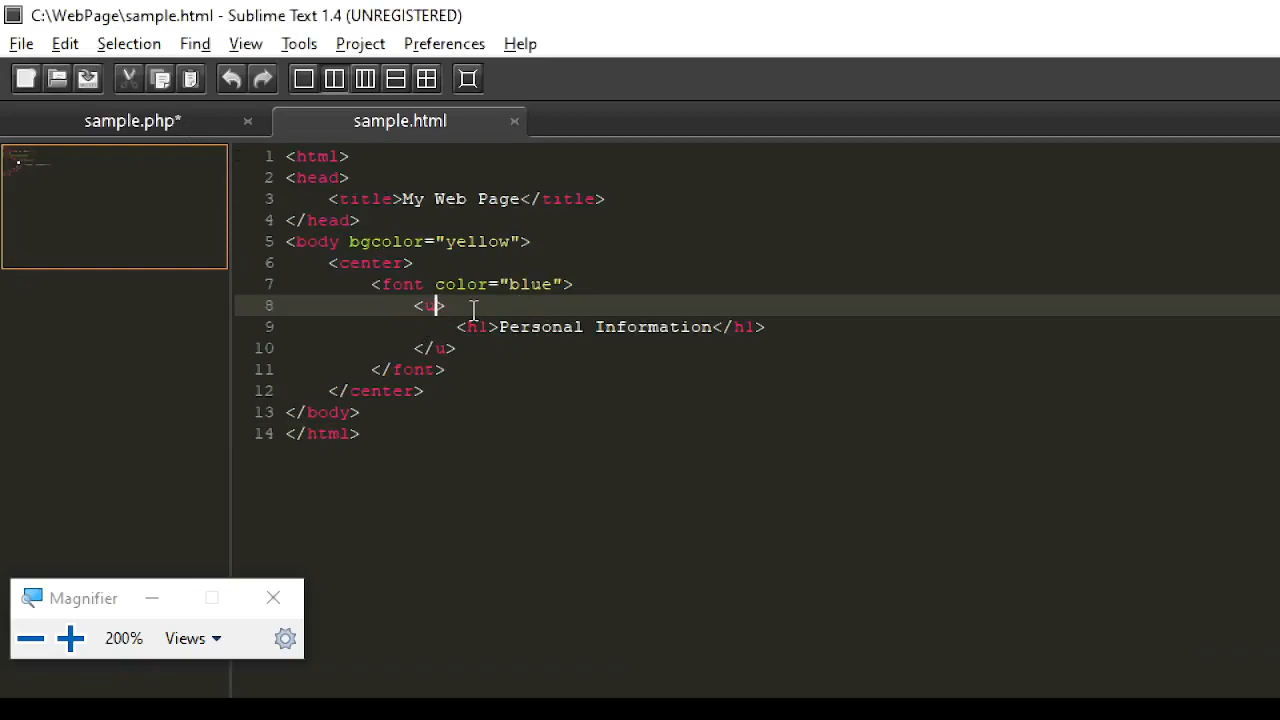 C:\WebPage\sample.html - Sublime Text 1.4 (UNREGISTERED)
File Edit Selection Find View Tools Project Preferences Help
sample.php* × sample.html ×
1 <html>
2 <head>
3     <title>My Web Page</title>
4 </head>
5 <body bgcolor="yellow">
6     <center>
7         <font color="blue">
8             <u>
9                 <h1>Personal Information</h1>
10             </u>
11         </font>
12     </center>
13 </body>
14 </html>
Magnifier
200% Views